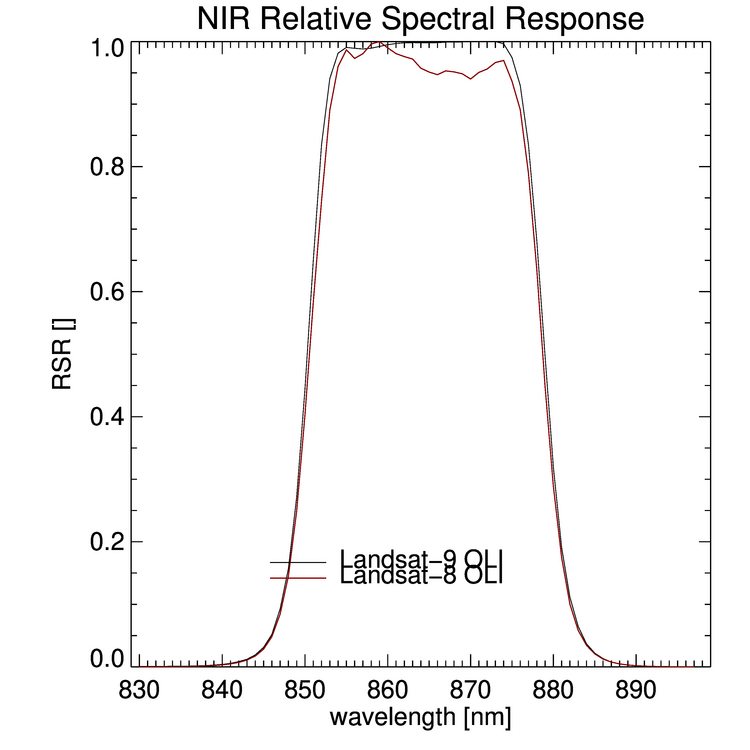 NIR Relative Spectral Response
1.0
0.8
0.6
0.4
0.2
0.0
RSR []
Landsat-9 OLI
Landsat-8 OLI
830 840 850 860 870 880 890
wavelength [nm]